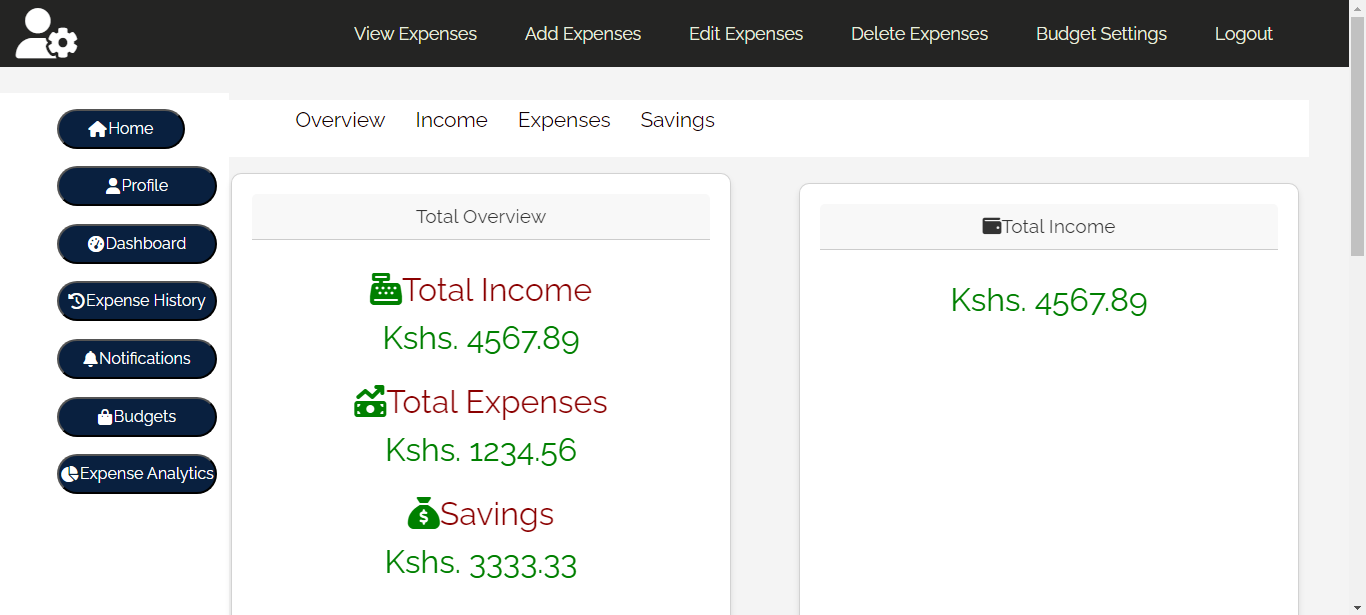 View Expenses Add Expenses Edit Expenses Delete Expenses Budget Settings Logout
Home
Profile
Dashboard
Expense History
Notifications
Budgets
Expense Analytics
Overview Income Expenses Savings
Total Overview
Total Income
Kshs. 4567.89
Total Expenses
Kshs. 1234.56
Savings
Kshs. 3333.33
Total Income
Kshs. 4567.89